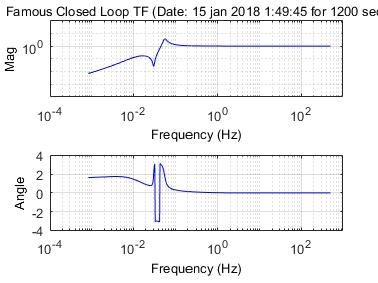 Famous Closed Loop TF (Date: 15 jan 2018 1:49:45 for 1200 sec
Mag
10^0
10^-4 10^-2 10^0 10^2
Frequency (Hz)
Angle
4
2
0
-2
-4
10^-4 10^-2 10^0 10^2
Frequency (Hz)